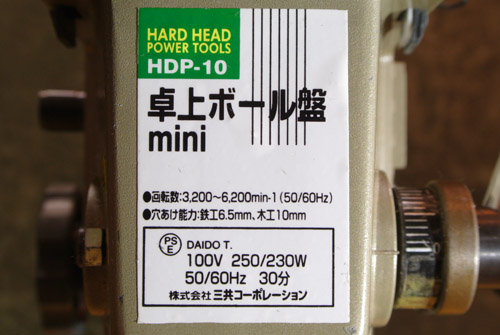 HARD HEAD
POWER TOOLS
HDP-10
卓上ボール盤
mini
●回転数:3,200～6,200min-1(50/60Hz)
●穴あけ能力:鉄工6.5mm、木工10mm
PS
E
DAIDO T.
100V 250/230W
50/60Hz 30分
株式会社 三共コーポレーション